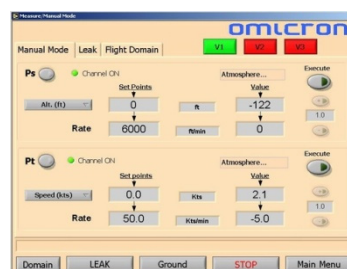 Measure/Manual Mode
omicron
Manual Mode Leak Flight Domain V1 V2 V3
Ps Channel ON Atmosphere... Execute
Set Points Value
Alt. (ft) 0 ft -122
1.0
Rate 6000 ft/min 0
Pt Channel ON Atmosphere... Execute
Set points Value
Speed (kts) 0.0 Kts 2.1
1.0
Rate 50.0 Kts/min -5.0
Domain LEAK Ground STOP Main Menu